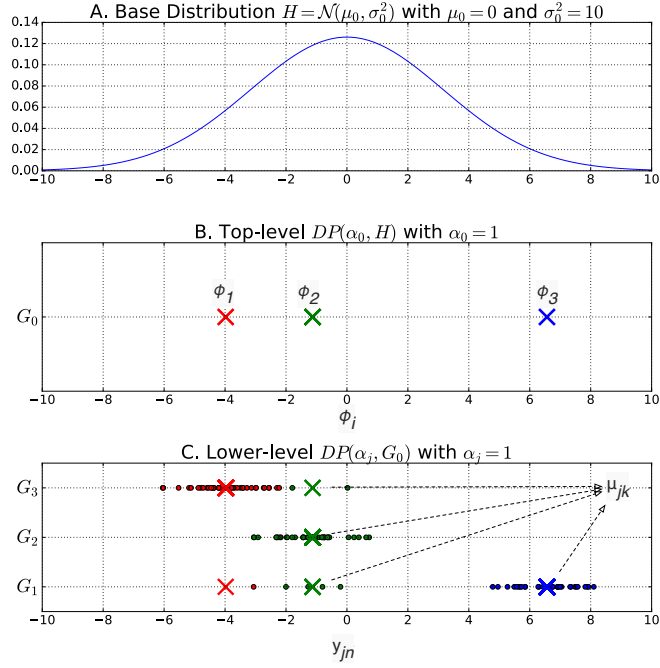 A. Base Distribution H = 𝒩(μ₀, σ₀²) with μ₀ = 0 and σ₀² = 10
0.14
0.12
0.10
0.08
0.06
0.04
0.02
0.00
−10 −8 −6 −4 −2 0 2 4 6 8 10
B. Top-level DP(α₀, H) with α₀ = 1
ϕ₁ ϕ₂ ϕ₃
G₀
−10 −8 −6 −4 −2 0 2 4 6 8 10
ϕᵢ
C. Lower-level DP(αⱼ, G₀) with αⱼ = 1
G₃
μⱼₖ
G₂
G₁
−10 −8 −6 −4 −2 0 2 4 6 8 10
yⱼₙ